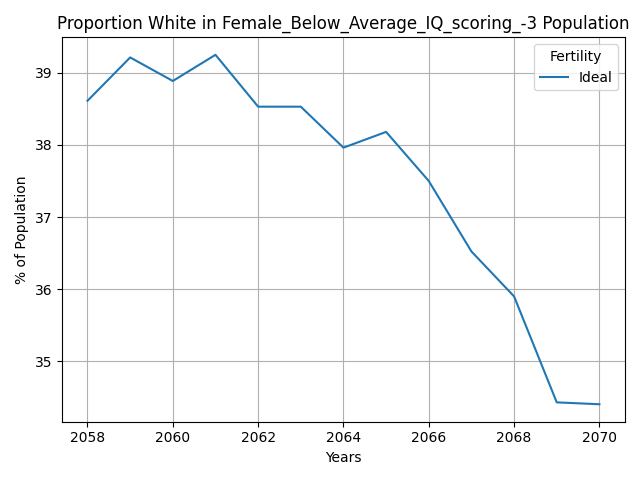 Proportion White in Female_Below_Average_IQ_scoring_-3 Population
Fertility
Ideal
% of Population
39
38
37
36
35
2058 2060 2062 2064 2066 2068 2070
Years